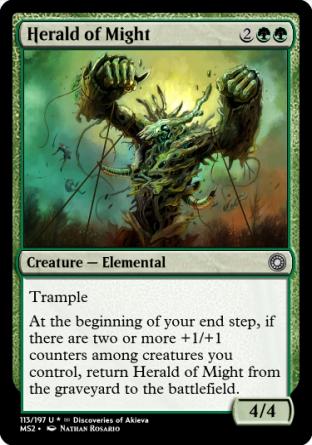 Herald of Might 2
Creature — Elemental
Trample
At the beginning of your end step, if
there are two or more +1/+1
counters among creatures you
control, return Herald of Might from
the graveyard to the battlefield.
4/4
113/197 U * ∞ Discoveries of Akieva
MS2 • Nathan Rosario